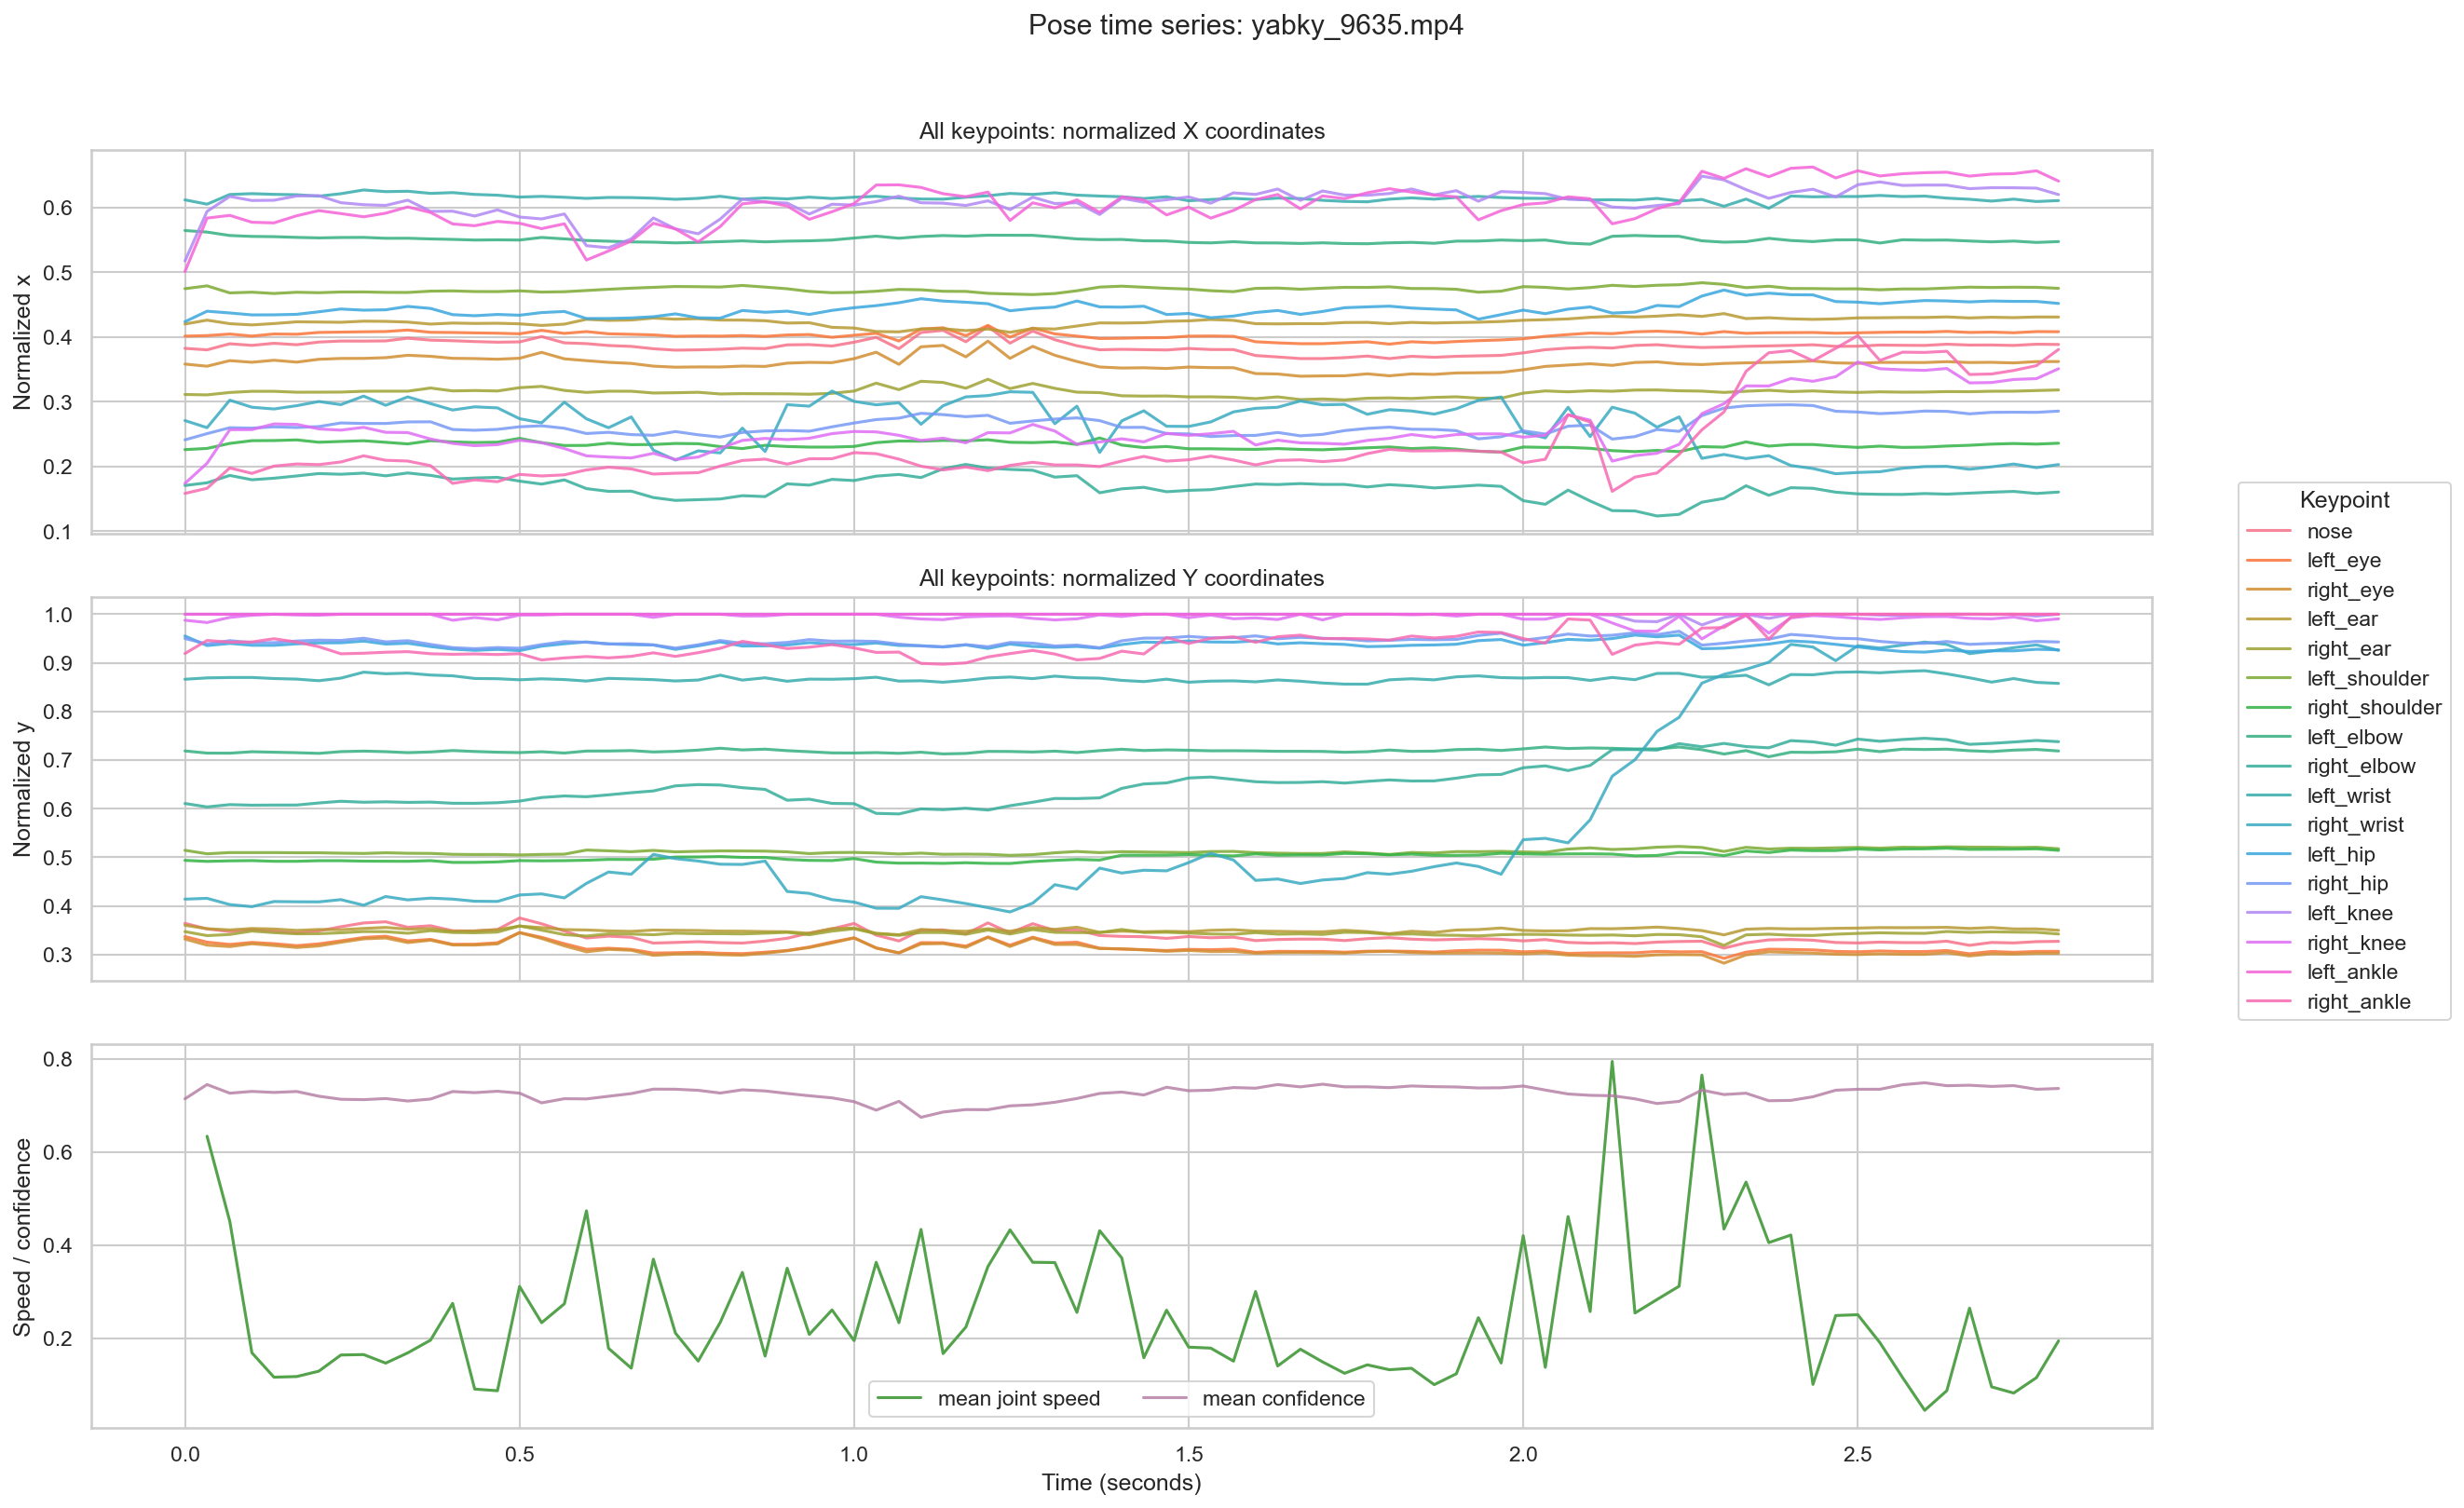 Pose time series: yabky_9635.mp4
All keypoints: normalized X coordinates
Normalized x
0.6
0.5
0.4
0.3
0.2
0.1
All keypoints: normalized Y coordinates
Normalized y
1.0
0.9
0.8
0.7
0.6
0.5
0.4
0.3
Speed / confidence
0.8
0.6
0.4
0.2
mean joint speed
mean confidence
0.0
0.5
1.0
1.5
2.0
2.5
Time (seconds)
Keypoint
nose
left_eye
right_eye
left_ear
right_ear
left_shoulder
right_shoulder
left_elbow
right_elbow
left_wrist
right_wrist
left_hip
right_hip
left_knee
right_knee
left_ankle
right_ankle